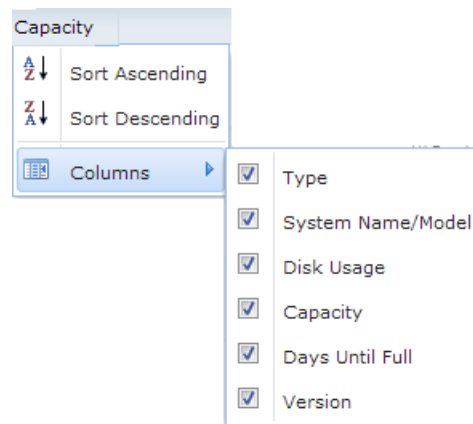 Capacity
Sort Ascending
Sort Descending
Columns
Type
System Name/Model
Disk Usage
Capacity
Days Until Full
Version